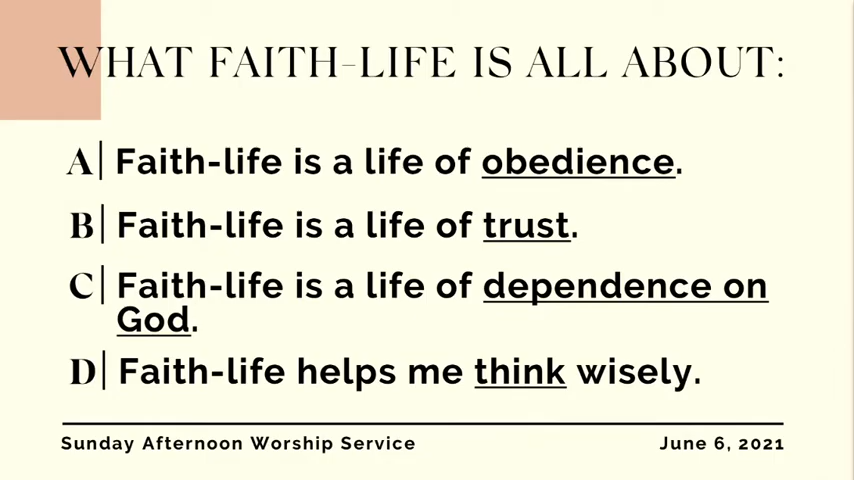 WHAT FAITH-LIFE IS ALL ABOUT:
A| Faith-life is a life of obedience.
B| Faith-life is a life of trust.
C| Faith-life is a life of dependence on
God.
D| Faith-life helps me think wisely.
Sunday Afternoon Worship Service
June 6, 2021